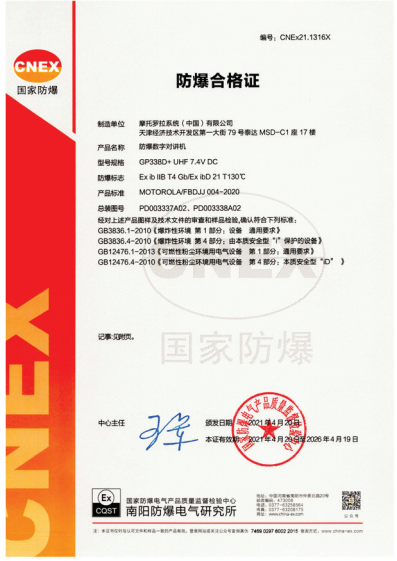 编号：CNEx21.1316X
CNEX
国家防爆
防爆合格证
制造单位 摩托罗拉系统（中国）有限公司
天津经济技术开发区第一大街 79 号泰达 MSD-C1 座 17 楼
产品名称 防爆数字对讲机
型号规格 GP338D+ UHF 7.4V DC
防爆标志 Ex ib IIB T4 Gb/Ex ibD 21 T130℃
产品标准 MOTOROLA/FBDJJ 004-2020
总装图号 PD003337A02、PD003338A02
经对上述产品图样及技术文件的审查和样品检验,确认符合下列标准：
GB3836.1-2010《爆炸性环境 第 1 部分：设备 通用要求》
GB3836.4-2010《爆炸性环境 第 4 部分：由本质安全型“i”保护的设备》
GB12476.1-2013《可燃性粉尘环境用电气设备 第 1 部分：通用要求》
GB12476.4-2010《可燃性粉尘环境用电气设备 第 4 部分：本质安全型“iD” 》
CNEX
国家防爆
记事:见附页。
CNEX
中心主任
颁发日期 2021 年 4 月 20 日
本证有效期 2021 年 4 月 20 日至 2026 年 4 月 19 日
Ex
CQST
国家防爆电气产品质量监督检验中心
南阳防爆电气研究所